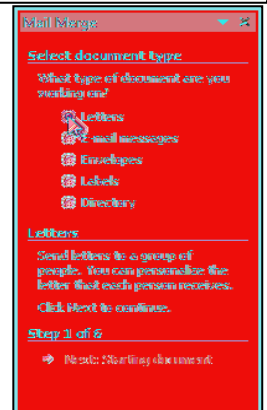 Mail Merge
Select document type
What type of document are you
working on?
Letters
E-mail messages
Envelopes
Labels
Directory
Letters
Send letters to a group of
people. You can personalize the
letter that each person receives.
Click Next to continue.
Step 1 of 6
Next: Starting document